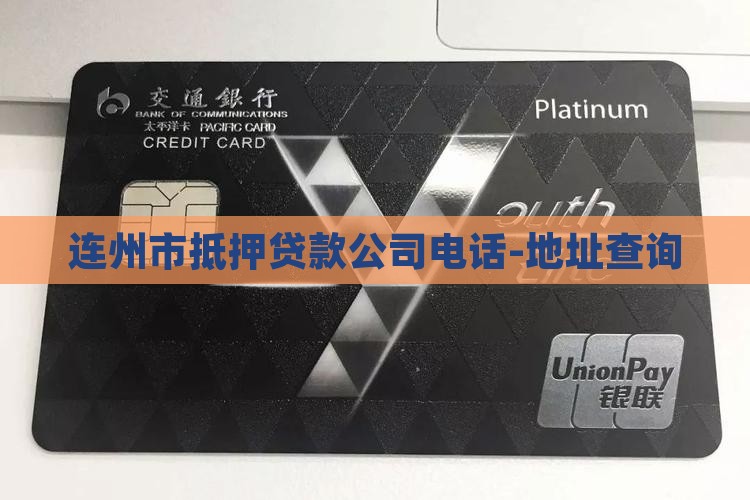 交通銀行
BANK OF COMMUNICATIONS
太平洋卡 PACIFIC CARD
CREDIT CARD
Platinum
outh
连州市抵押贷款公司电话-地址查询
UnionPay
银联